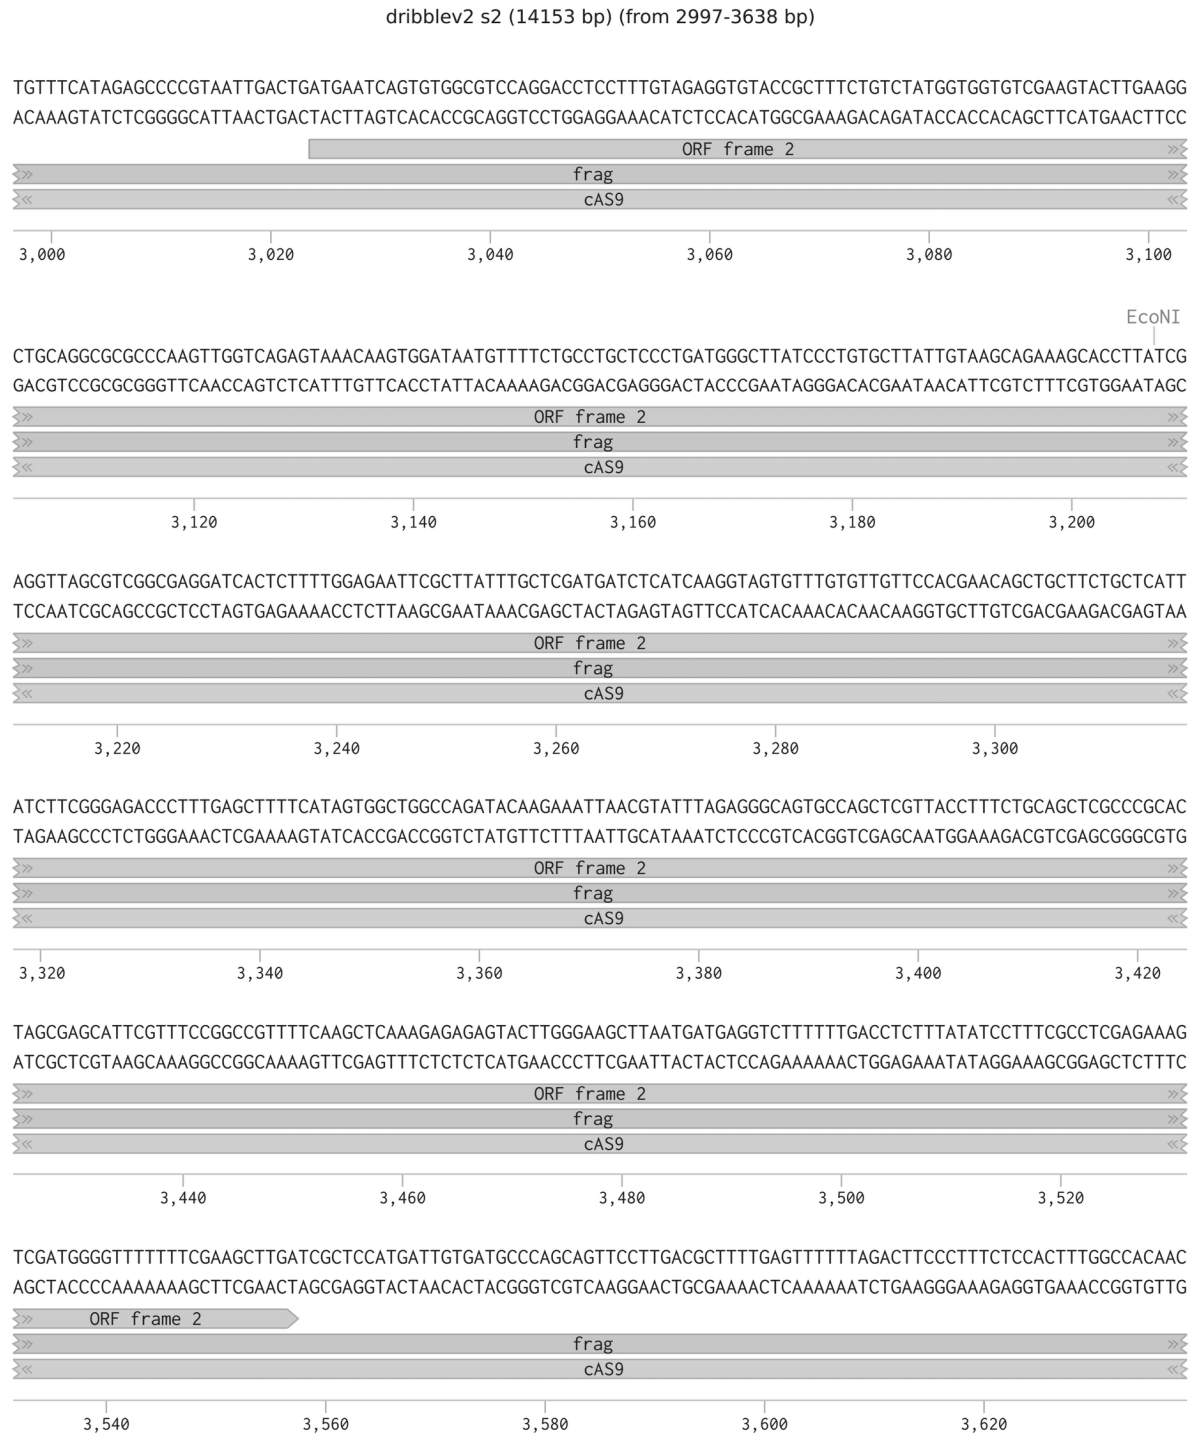 dribblev2 s2 (14153 bp) (from 2997-3638 bp)
TGTTTCATAGAGCCCCCGTAATTGACTGATGAATCAGTGTGGCGTCCAGGACCTCCTTTGTAGAGGTGTACCGCTTTCTGTCTATGGTGGTGTCGAAGTACTTGAAGG
ACAAAGTATCTCGGGGGCATTAACTGACTACTTAGTCACACCGCAGGTCCTGGAGGAAACATCTCCACATGGCGAAAGACAGATACCACCACAGCTTCATGAACTTCC
ORF frame 2
frag
cAS9
3,000 3,020 3,040 3,060 3,080 3,100
EcoNI
CTGCAGGCGCGCCCAAGTTGGTCAGAGTAAACAAGTGGATAATGTTTTCTGCCTGCTCCCTGATGGGCTTATCCCTGTGCTTATTGTAAGCAGAAAGCACCTTATCG
GACGTCCGCGCGGGTTCAACCAGTCTCATTTGTTCACCTATTACAAAAGACGGACGAGGGACTACCCGAATAGGGACACGAATAACATTCGTCTTTCGTGGAATAGC
ORF frame 2
frag
cAS9
3,120 3,140 3,160 3,180 3,200
AGGTTAGCGTCGGCGAGGATCACTCTTTTGGAGAATTCGCTTATTTGCTCGATGATCTCATCAAGGTAGTGTTTGTGTTGTTCCACGAACAGCTGCTTCTGCTCATT
TCCAATCGCAGCCGCTCCTAGTGAGAAAACCTCTTAAGCGAATAAACGAGCTACTAGAGTAGTTCCATCACAAACACAACAAGGTGCTTGTCGACGAAGACGAGTAA
ORF frame 2
frag
cAS9
3,220 3,240 3,260 3,280 3,300
ATCTTCGGGAGACCCTTTGAGCTTTTCATAGTGGCTGGCCAGATACAAGAAATTAACGTATTTAGAGGGCAGTGCCAGCTCGTTACCTTTCTGCAGCTCGCCCGCAC
TAGAAGCCCTCTGGGAAACTCGAAAAGTATCACCGACCGGTCTATGTTCTTTAATTGCATAAATCTCCCGTCACGGTCGAGCAATGGAAAGACGTCGAGCGGGCGTG
ORF frame 2
frag
cAS9
3,320 3,340 3,360 3,380 3,400 3,420
TAGCGAGCATTCGTTTCCGGCCGTTTTCAAGCTCAAAGAGAGAGTACTTGGGAAGCTTAATGATGAGGTCTTTTTTGACCTCTTTATATCCTTTCGCCTCGAGAAAG
ATCGCTCGTAAGCAAAGGCCGGCAAAAGTTCGAGTTTCTCTCTCATGAACCCTTCGAATTACTACTCCAGAAAAAACTGGAGAAATATAGGAAAGCGGAGCTCTTTC
ORF frame 2
frag
cAS9
3,440 3,460 3,480 3,500 3,520
TCGATGGGGTTTTTTTCGAAGCTTGATCGCTCCATGATTGTGATGCCCAGCAGTTCCTTGACGCTTTTGAGTTTTTTAGACTTCCCTTTCTCCACTTTGGCCACAAC
AGCTACCCCAAAAAAAGCTTCGAACTAGCGAGGTACTAACACTACGGGTCGTCAAGGAACTGCGAAAACTCAAAAAATCTGAAGGGAAAGAGGTGAAACCGGTGTTG
ORF frame 2
frag
cAS9
3,540 3,560 3,580 3,600 3,620